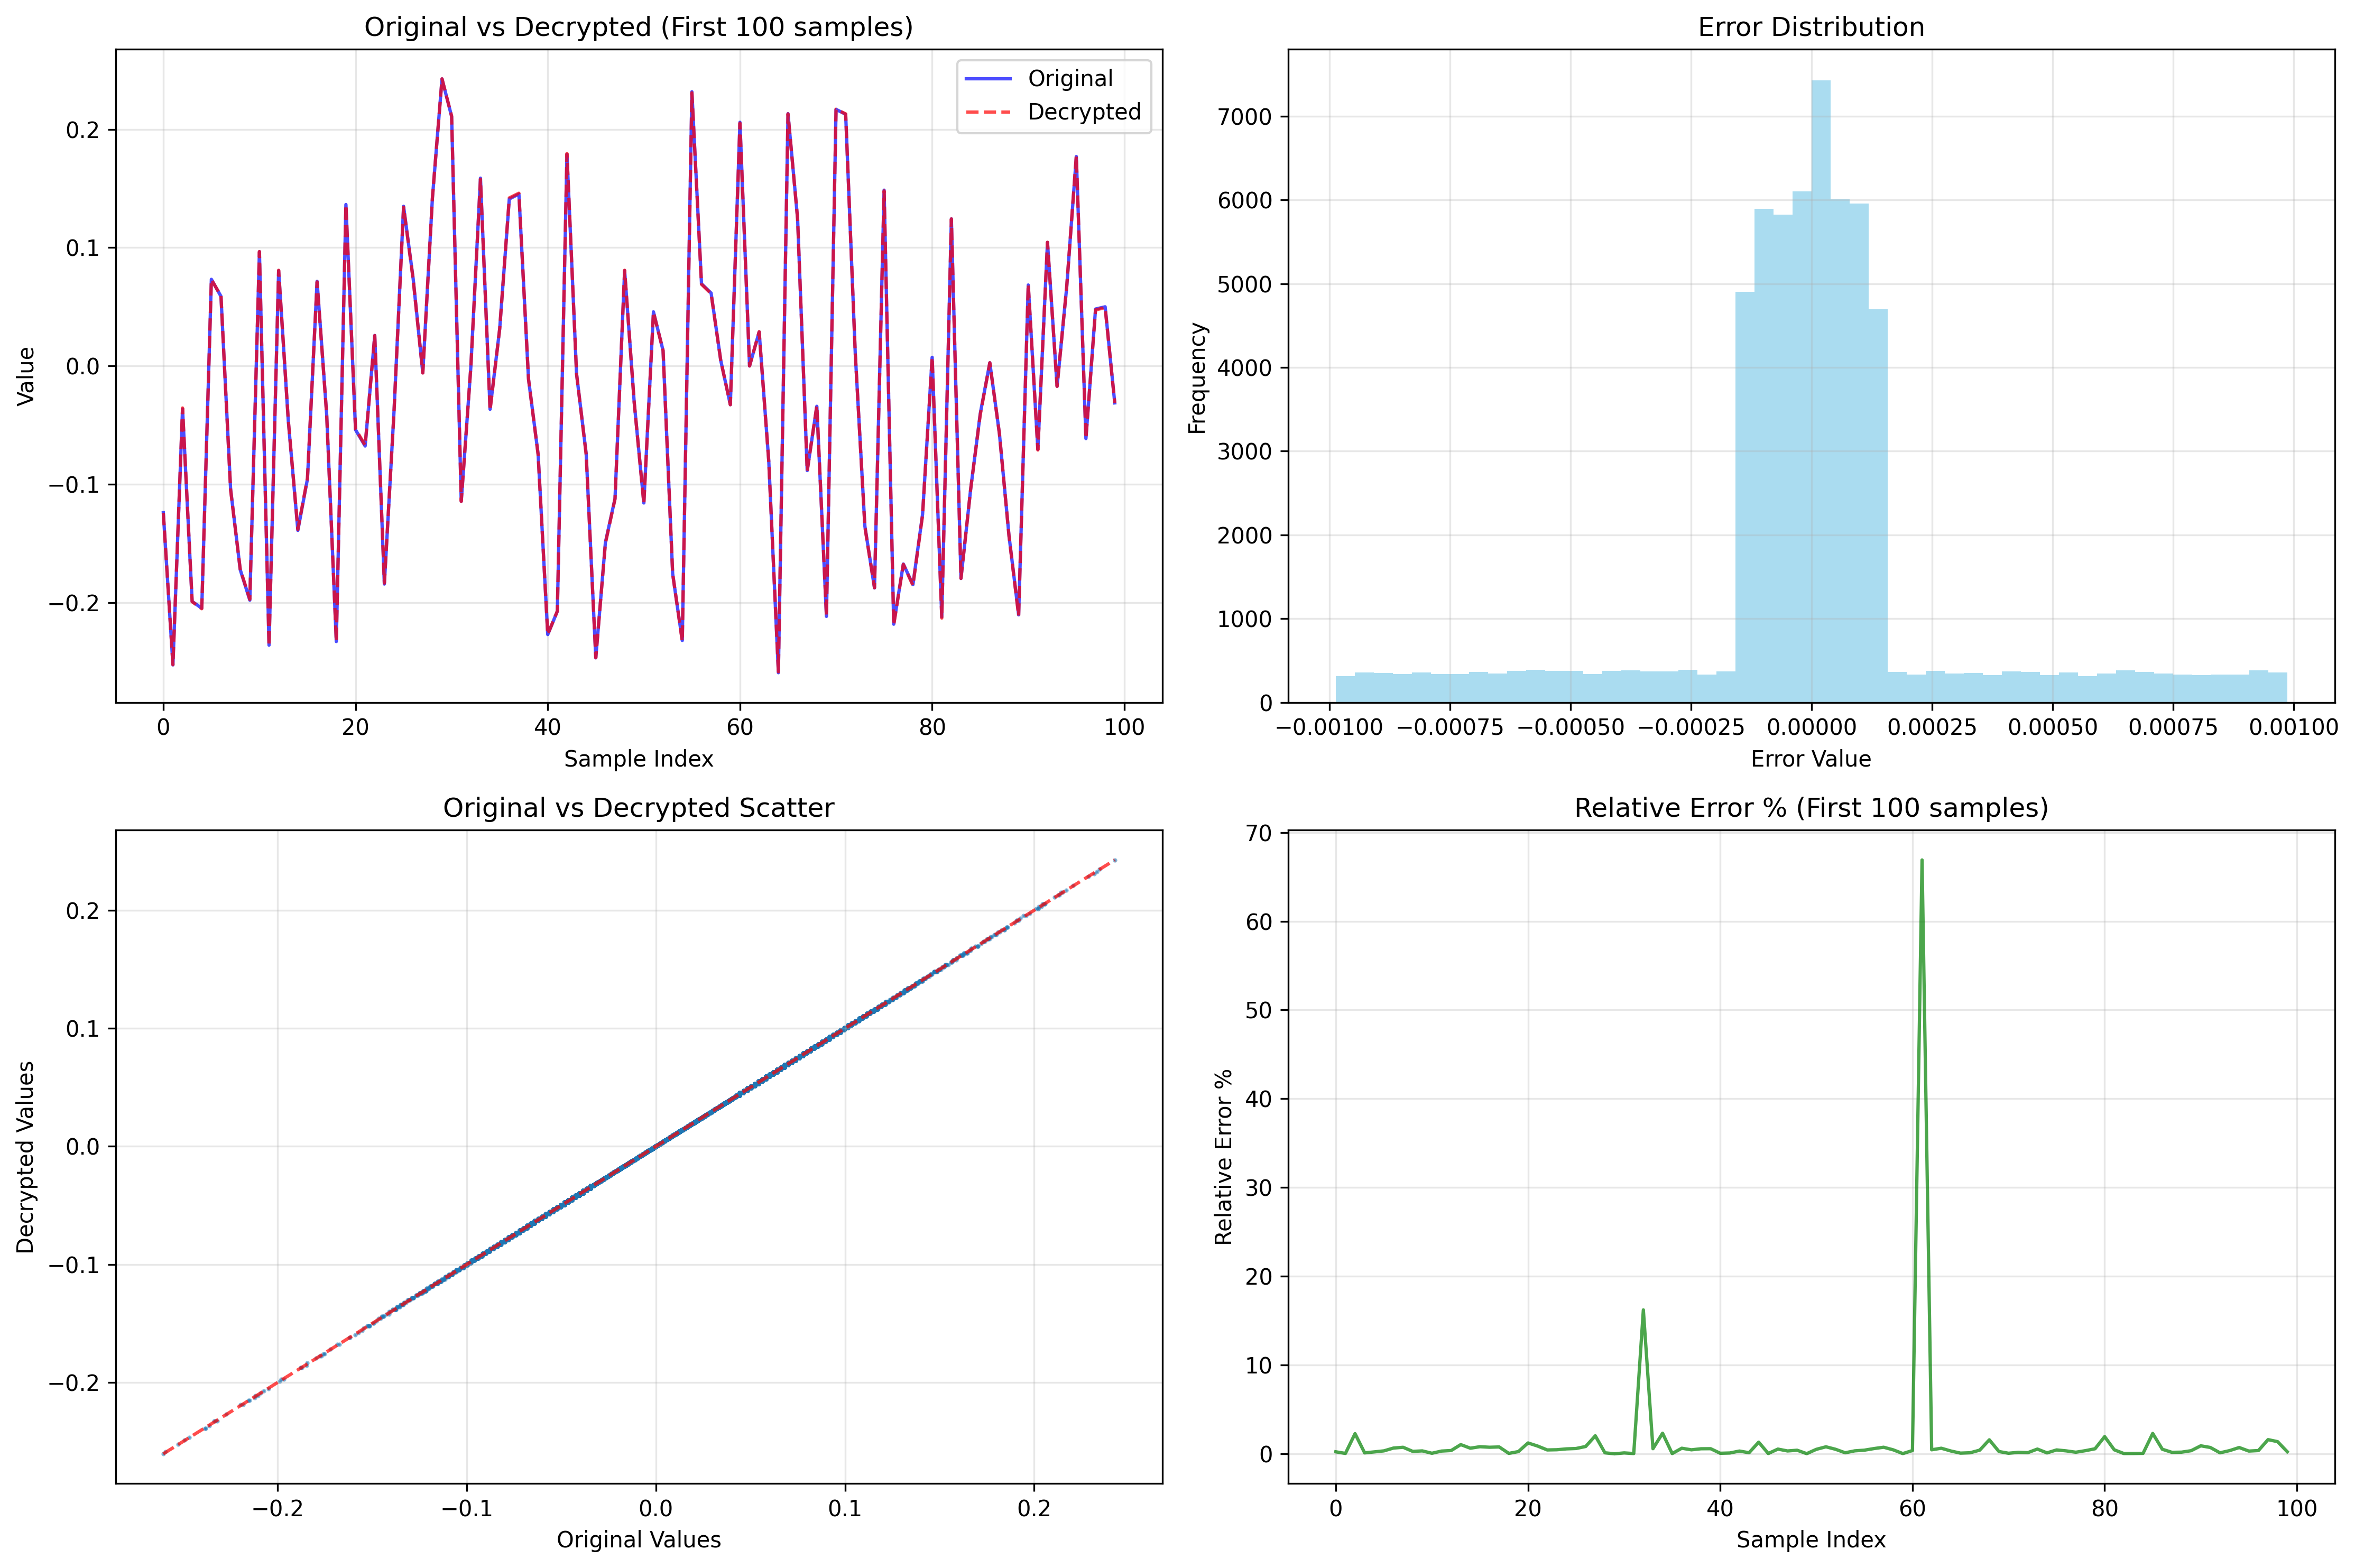 Original vs Decrypted (First 100 samples)
Original
Decrypted
0.2
0.1
0.0
−0.1
−0.2
Value
0 20 40 60 80 100
Sample Index
Error Distribution
7000
6000
5000
4000
3000
2000
1000
0
Frequency
−0.00100 −0.00075 −0.00050 −0.00025 0.00000 0.00025 0.00050 0.00075 0.00100
Error Value
Original vs Decrypted Scatter
0.2
0.1
0.0
−0.1
−0.2
Decrypted Values
−0.2 −0.1 0.0 0.1 0.2
Original Values
Relative Error % (First 100 samples)
70
60
50
40
30
20
10
0
Relative Error %
0 20 40 60 80 100
Sample Index